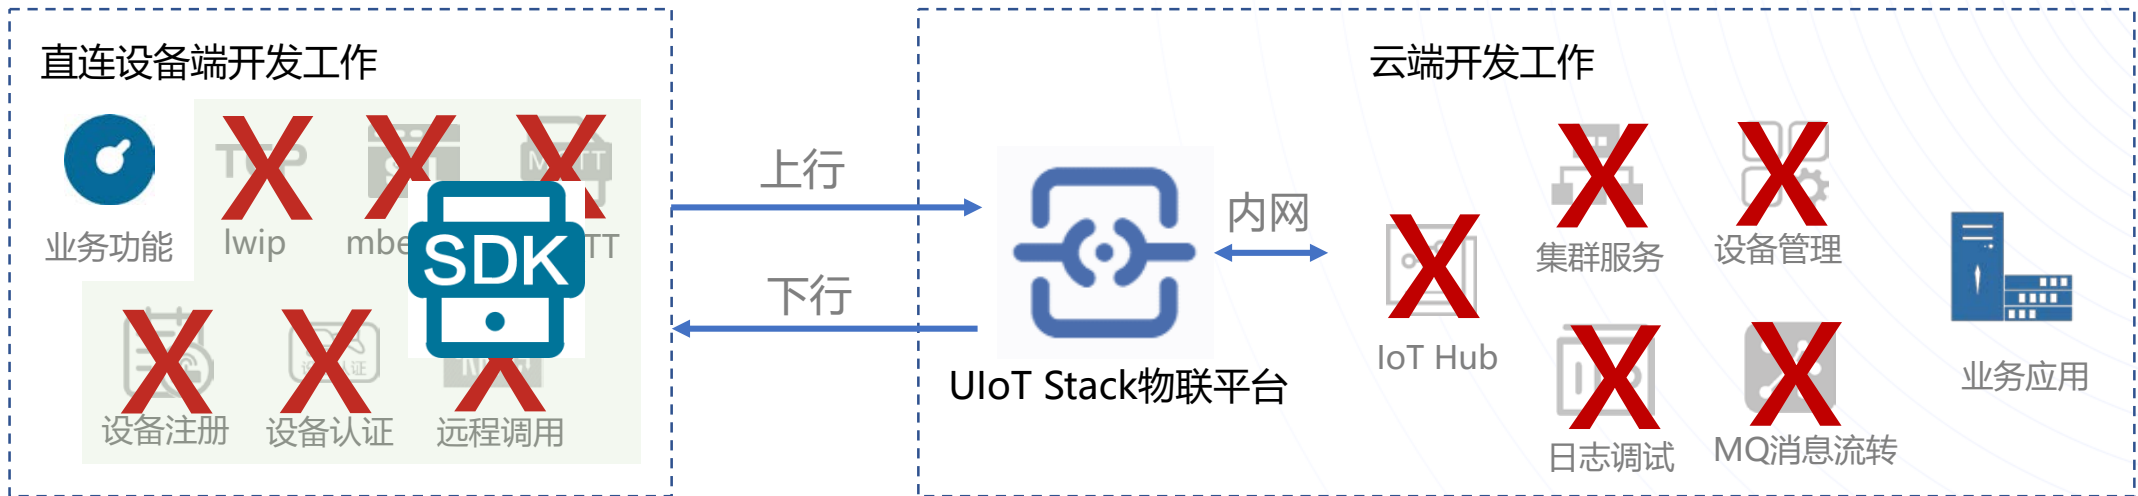 直连设备端开发工作
业务功能
lwip
SDK
设备注册
设备认证
远程调用
上行
下行
UIoT Stack物联平台
内网
云端开发工作
IoT Hub
集群服务
设备管理
日志调试
MQ消息流转
业务应用